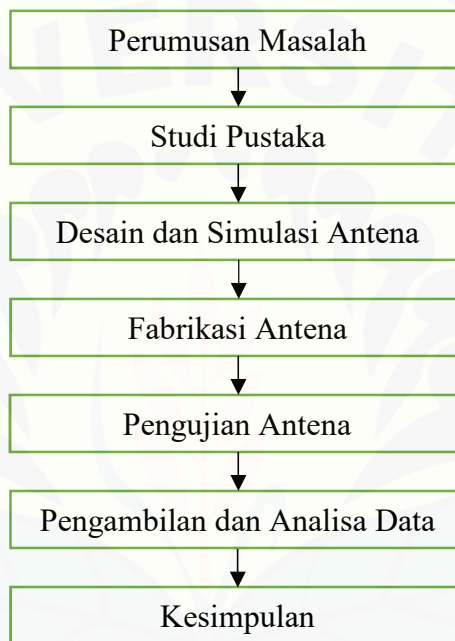 Perumusan Masalah
Studi Pustaka
Desain dan Simulasi Antena
Fabrikasi Antena
Pengujian Antena
Pengambilan dan Analisa Data
Kesimpulan